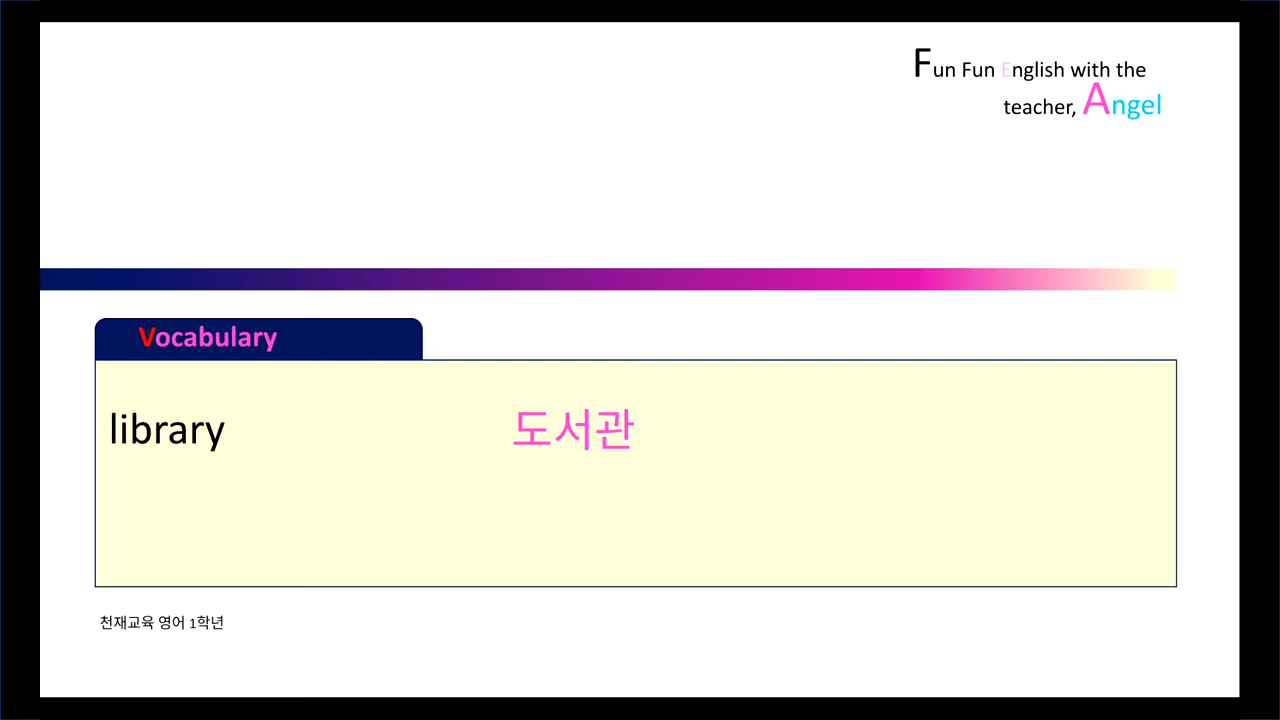 Fun Fun English with the
teacher, Angel
Vocabulary
library 도서관
천재교육 영어 1학년